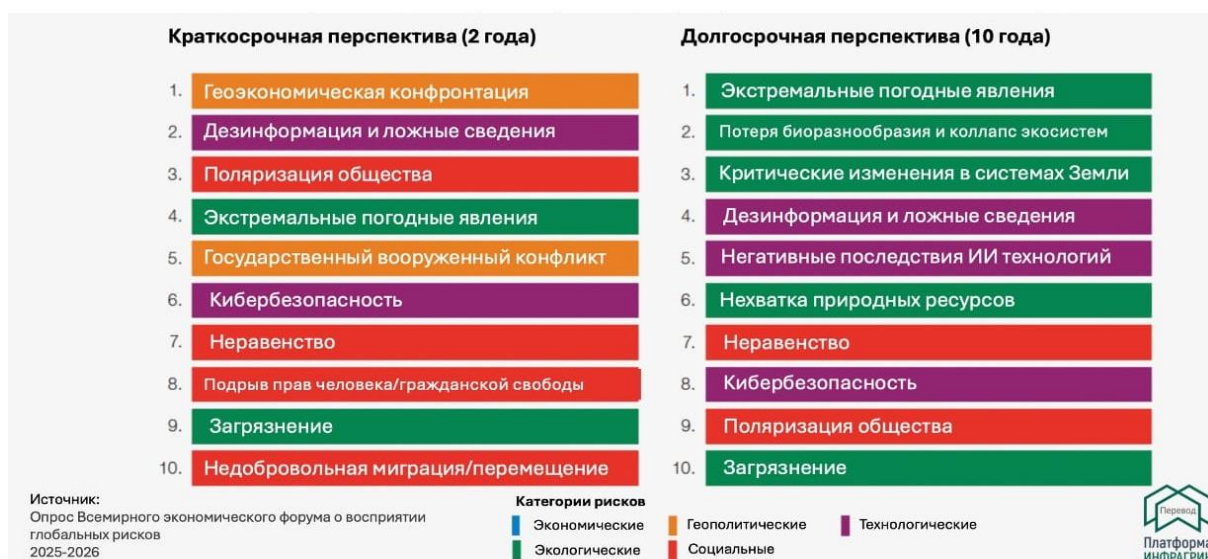 Краткосрочная перспектива (2 года)
1. Геоэкономическая конфронтация
2. Дезинформация и ложные сведения
3. Поляризация общества
4. Экстремальные погодные явления
5. Государственный вооруженный конфликт
6. Кибербезопасность
7. Неравенство
8. Подрыв прав человека/гражданской свободы
9. Загрязнение
10. Недобровольная миграция/перемещение
Долгосрочная перспектива (10 года)
1. Экстремальные погодные явления
2. Потеря биоразнообразия и коллапс экосистем
3. Критические изменения в системах Земли
4. Дезинформация и ложные сведения
5. Негативные последствия ИИ технологий
6. Нехватка природных ресурсов
7. Неравенство
8. Кибербезопасность
9. Поляризация общества
10. Загрязнение
Источник:
Опрос Всемирного экономического форума о восприятии
глобальных рисков
2025-2026
Категории рисков
Экономические
Геополитические
Технологические
Экологические
Социальные
Перевод
Платформа
ИНФРАГРИН